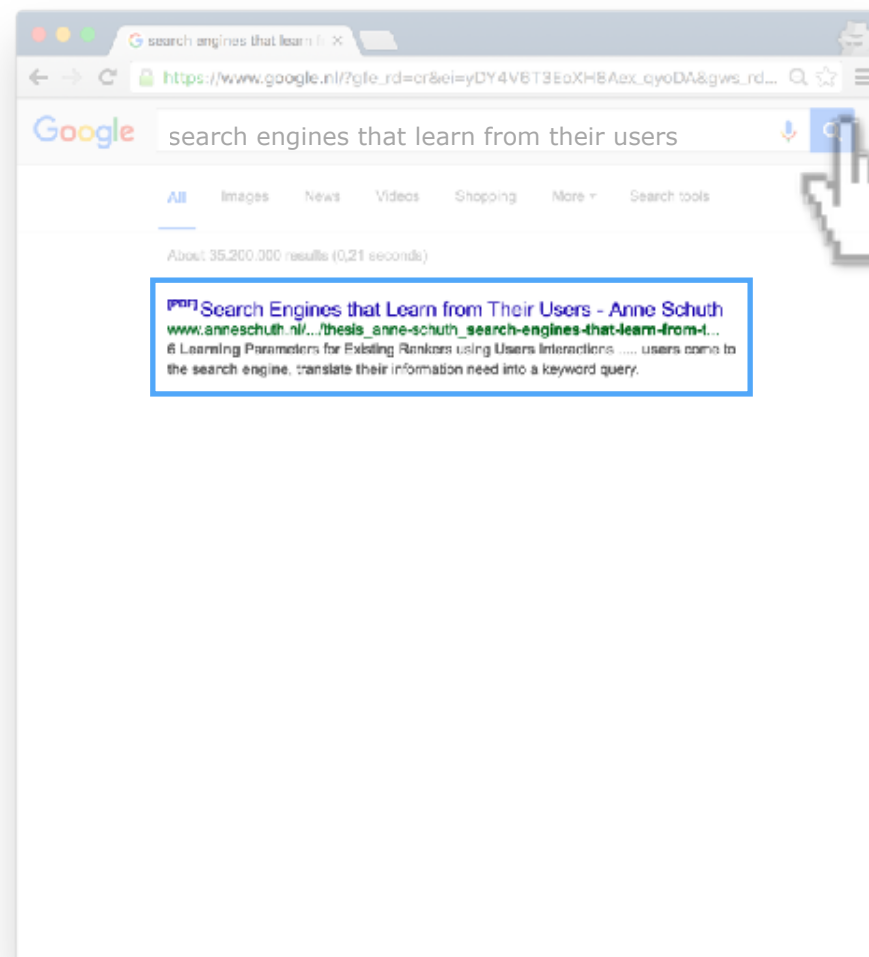 search engines that learn f
https://www.google.nl/?gfe_rd=cr&ei=yDY4V6T3EoXH8Aex_qyoDA&gws_rd...
Google
search engines that learn from their users
All Images News Videos Shopping More Search tools
About 35.200.000 results (0,21 seconds)
[PDF] Search Engines that Learn from Their Users - Anne Schuth
www.anneschuth.nl/.../thesis_anne-schuth_search-engines-that-learn-from-t...
6 Learning Parameters for Existing Rankers using Users Interactions ..... users come to
the search engine, translate their information need into a keyword query.